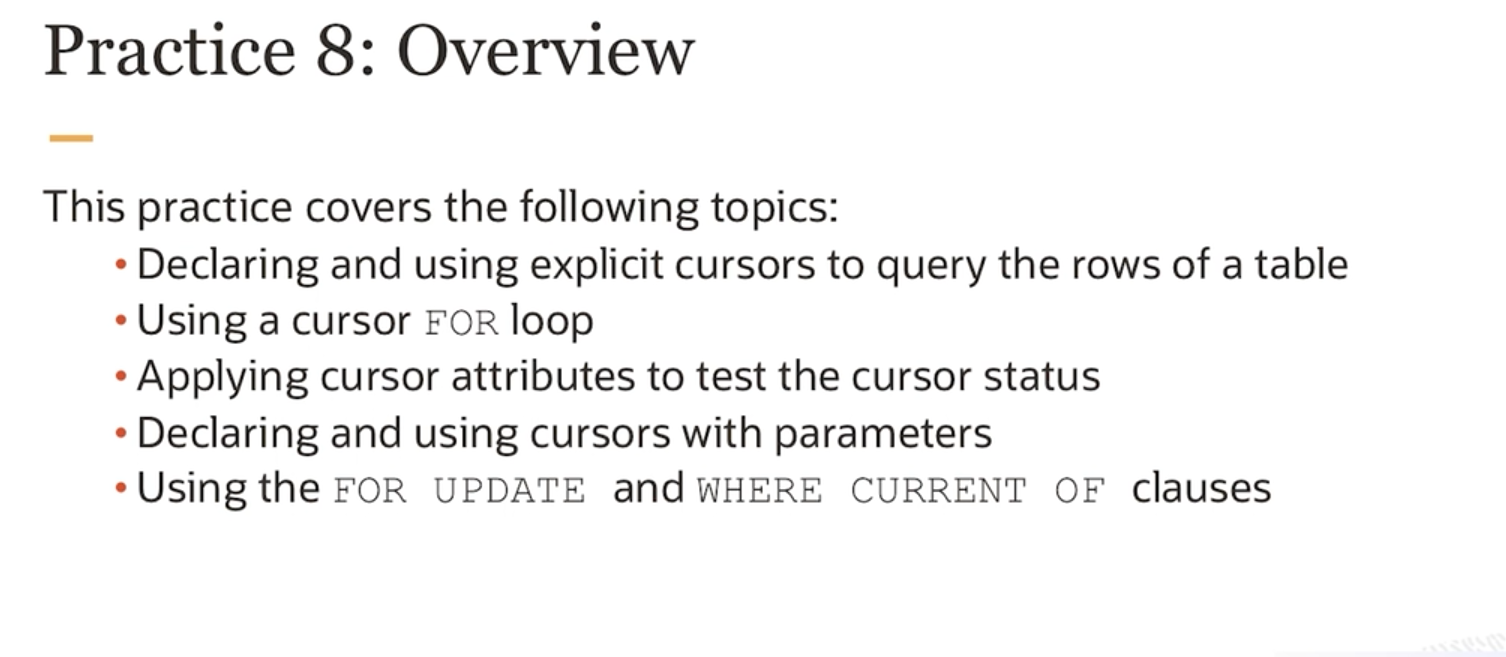 Practice 8: Overview
This practice covers the following topics:
• Declaring and using explicit cursors to query the rows of a table
• Using a cursor FOR loop
• Applying cursor attributes to test the cursor status
• Declaring and using cursors with parameters
• Using the FOR UPDATE and WHERE CURRENT OF clauses